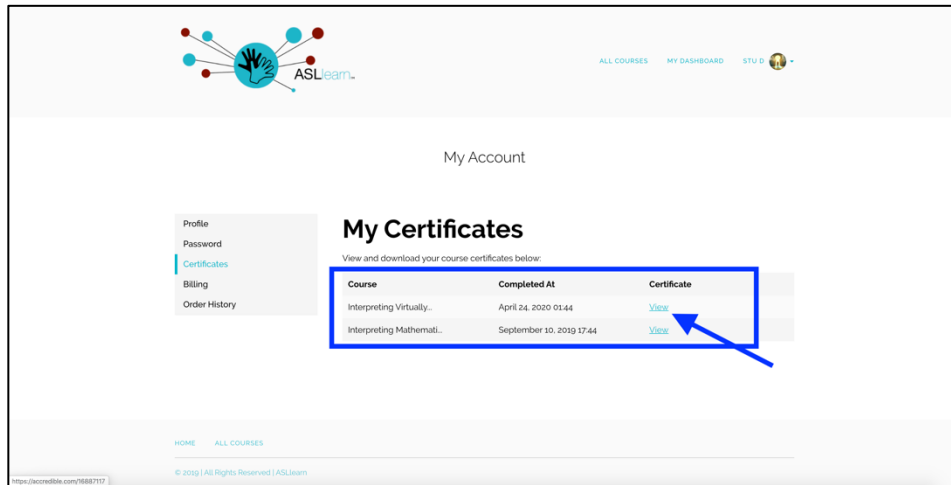 ASLlearn
ALL COURSES MY DASHBOARD STU D
My Account
Profile
Password
Certificates
Billing
Order History
My Certificates
View and download your course certificates below:
Course Completed At Certificate
Interpreting Virtually... April 24, 2020 01:44 View
Interpreting Mathemati... September 10, 2019 17:44 View
HOME ALL COURSES
© 2019 | All Rights Reserved | ASLlearn
https://accredible.com/16887117